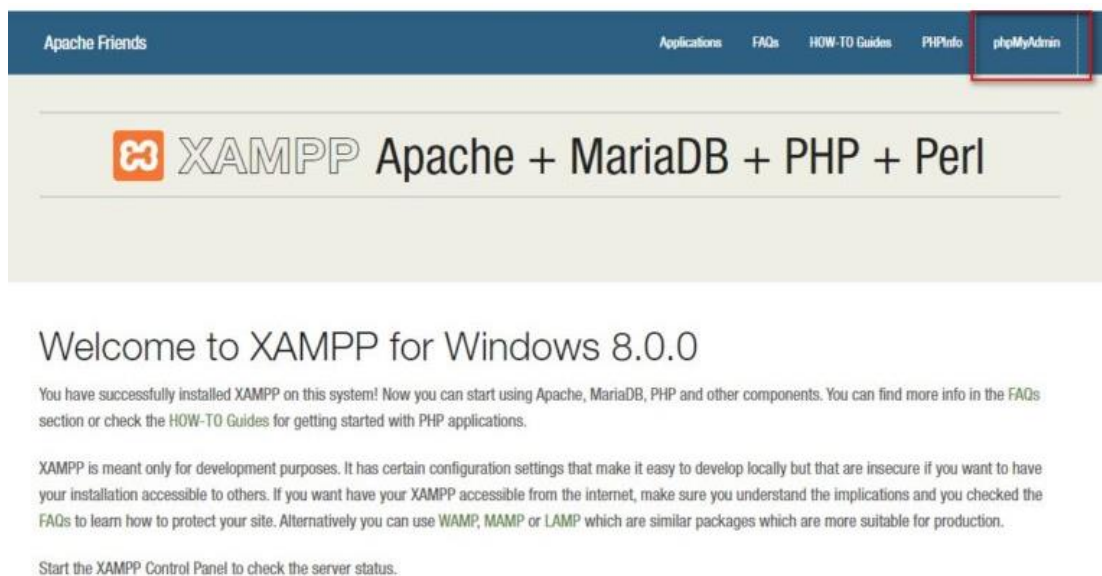 Apache Friends
Applications FAQs HOW-TO Guides PHPInfo phpMyAdmin
XAMPP Apache + MariaDB + PHP + Perl
Welcome to XAMPP for Windows 8.0.0
You have successfully installed XAMPP on this system! Now you can start using Apache, MariaDB, PHP and other components. You can find more info in the FAQs
section or check the HOW-TO Guides for getting started with PHP applications.
XAMPP is meant only for development purposes. It has certain configuration settings that make it easy to develop locally but that are insecure if you want to have
your installation accessible to others. If you want have your XAMPP accessible from the internet, make sure you understand the implications and you checked the
FAQs to learn how to protect your site. Alternatively you can use WAMP, MAMP or LAMP which are similar packages which are more suitable for production.
Start the XAMPP Control Panel to check the server status.